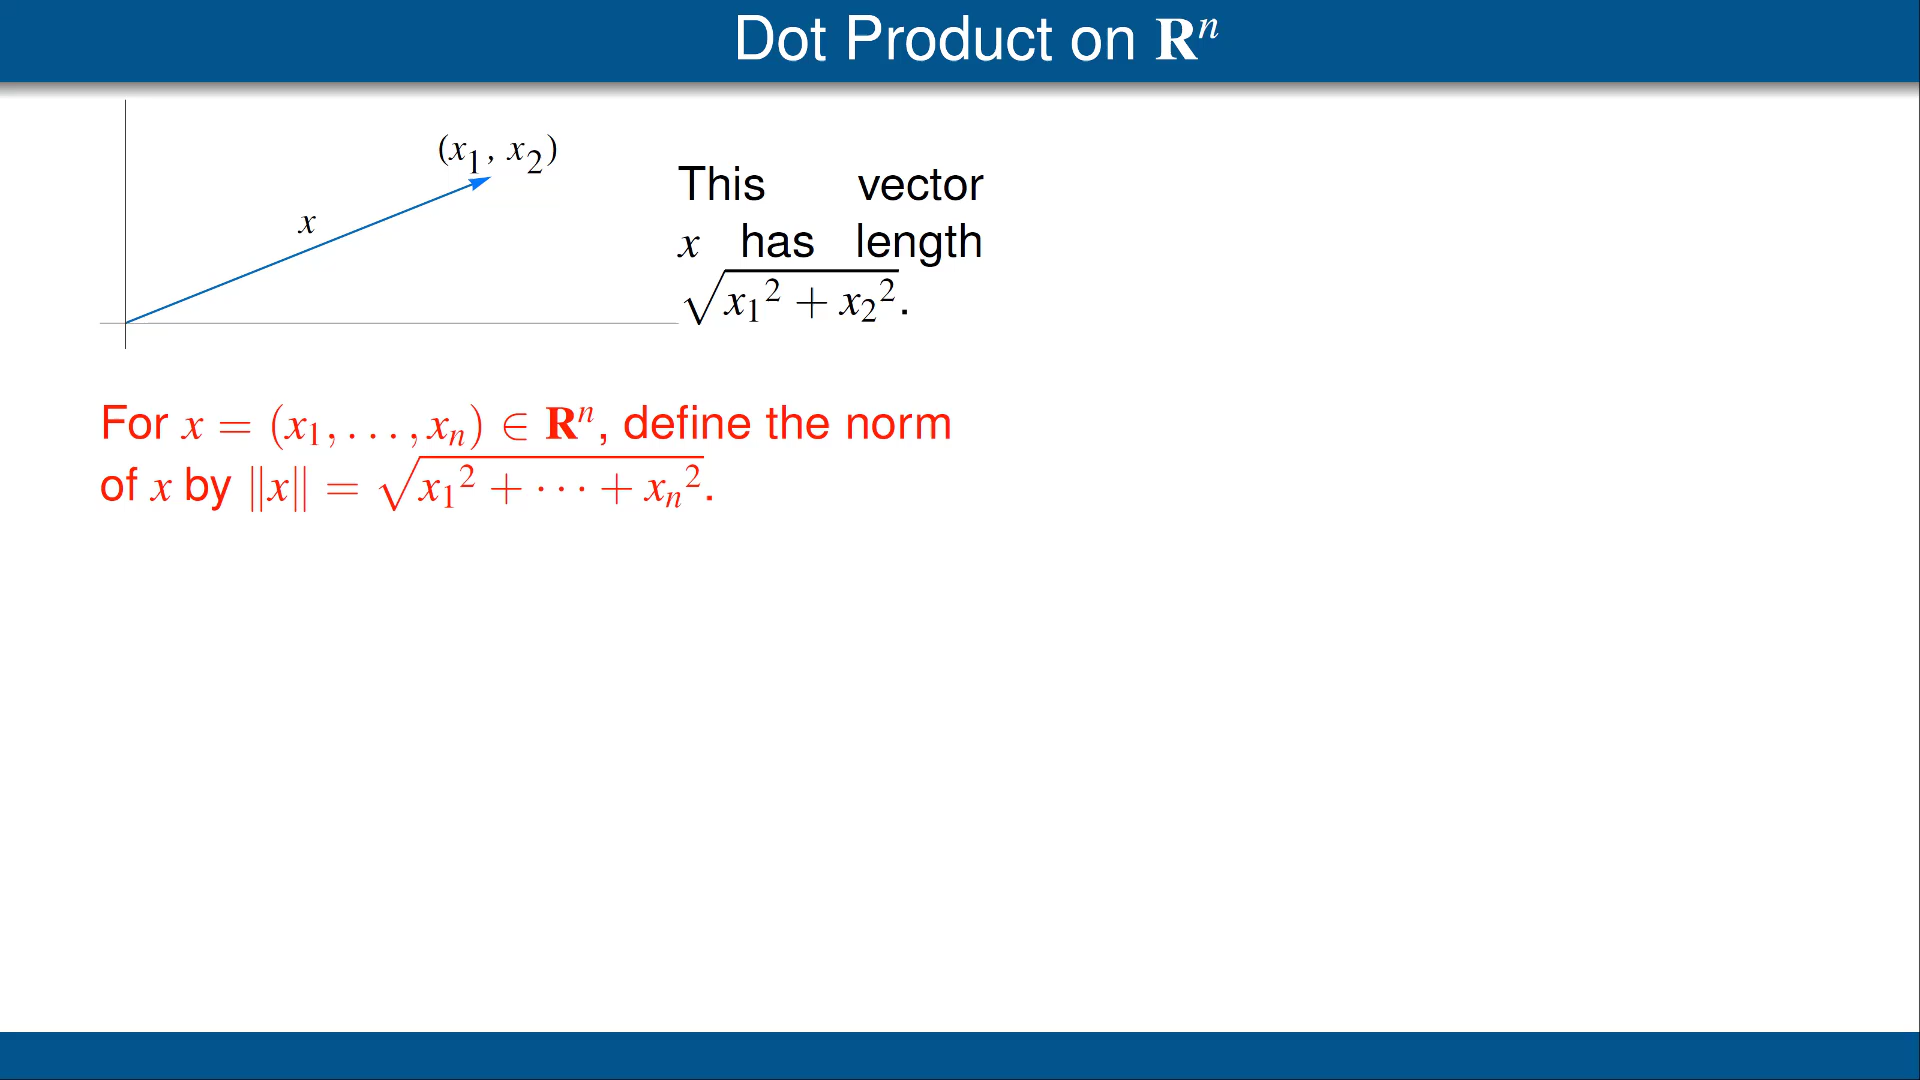 Dot Product on 𝐑ⁿ
(x₁, x₂)
x
This vector
x has length
√(x₁² + x₂²).
For x = (x₁, . . . , xₙ) ∈ 𝐑ⁿ, define the norm
of x by ‖x‖ = √(x₁² + · · · + xₙ²).